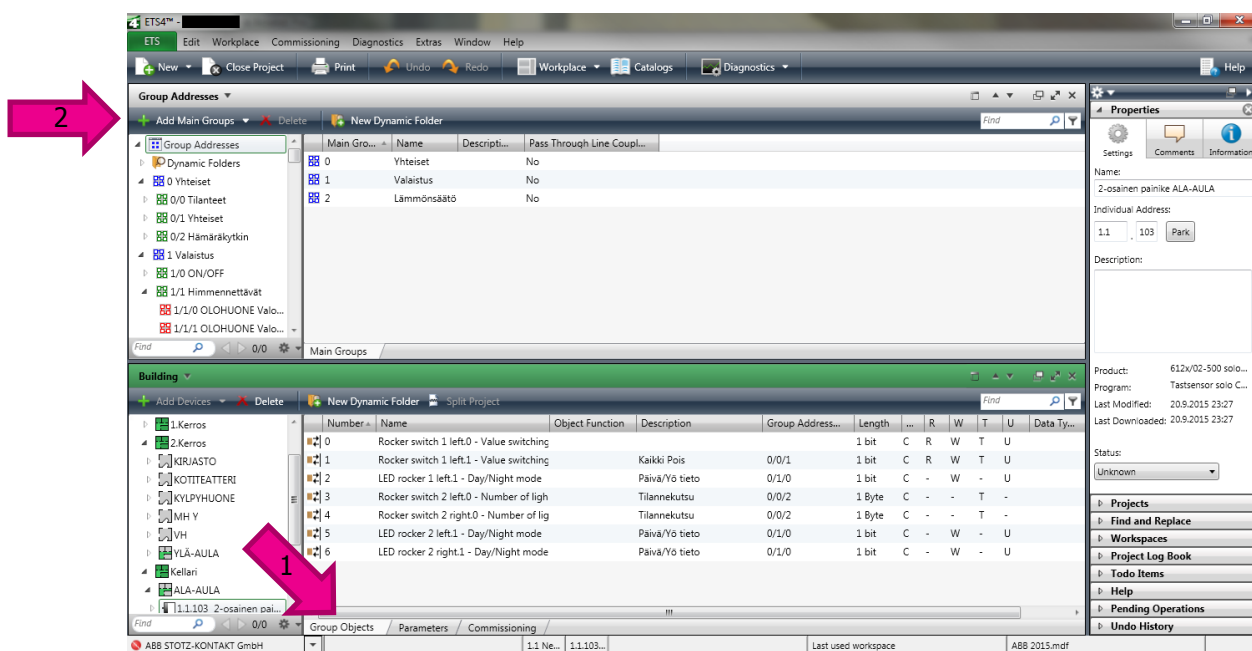 ETS4™ -
ETS Edit Workplace Commissioning Diagnostics Extras Window Help
New Close Project Print Undo Redo Workplace Catalogs Diagnostics Help
2
Group Addresses
Add Main Groups Delete New Dynamic Folder Find
Group Addresses
Dynamic Folders
0 Yhteiset
0/0 Tilanteet
0/1 Yhteiset
0/2 Hämäräkytkin
1 Valaistus
1/0 ON/OFF
1/1 Himmennettävät
1/1/0 OLOHUONE Valo...
1/1/1 OLOHUONE Valo...
Find 0/0
Main Gro... Name Descripti... Pass Through Line Coupl...
0 Yhteiset No
1 Valaistus No
2 Lämmönsäätö No
Main Groups
Building
Add Devices Delete New Dynamic Folder Split Project Find
1.Kerros
2.Kerros
KIRJASTO
KOTITEATTERI
KYLPYHUONE
MH Y
VH
YLÄ-AULA
Kellari
ALA-AULA
1.1.103 2-osainen pai...
Find 0/0
1
Number Name Object Function Description Group Address... Length ... R W T U Data Ty...
0 Rocker switch 1 left.0 - Value switching 1 bit C R W T U
1 Rocker switch 1 left.1 - Value switching Kaikki Pois 0/0/1 1 bit C R W T U
2 LED rocker 1 left.1 - Day/Night mode Päivä/Yö tieto 0/1/0 1 bit C - W - U
3 Rocker switch 2 left.0 - Number of ligh Tilannekutsu 0/0/2 1 Byte C - - T -
4 Rocker switch 2 right.0 - Number of lig Tilannekutsu 0/0/2 1 Byte C - - T -
5 LED rocker 2 left.1 - Day/Night mode Päivä/Yö tieto 0/1/0 1 bit C - W - U
6 LED rocker 2 right.1 - Day/Night mode Päivä/Yö tieto 0/1/0 1 bit C - W - U
Group Objects Parameters Commissioning
Properties
Settings Comments Information
Name:
2-osainen painike ALA-AULA
Individual Address:
1.1 . 103 Park
Description:
Product: 612x/02-500 solo...
Program: Tastsensor solo C...
Last Modified: 20.9.2015 23:27
Last Downloaded: 20.9.2015 23:27
Status:
Unknown
Projects
Find and Replace
Workspaces
Project Log Book
Todo Items
Help
Pending Operations
Undo History
ABB STOTZ-KONTAKT GmbH 1.1 Ne... 1.1.103... Last used workspace ABB 2015.mdf